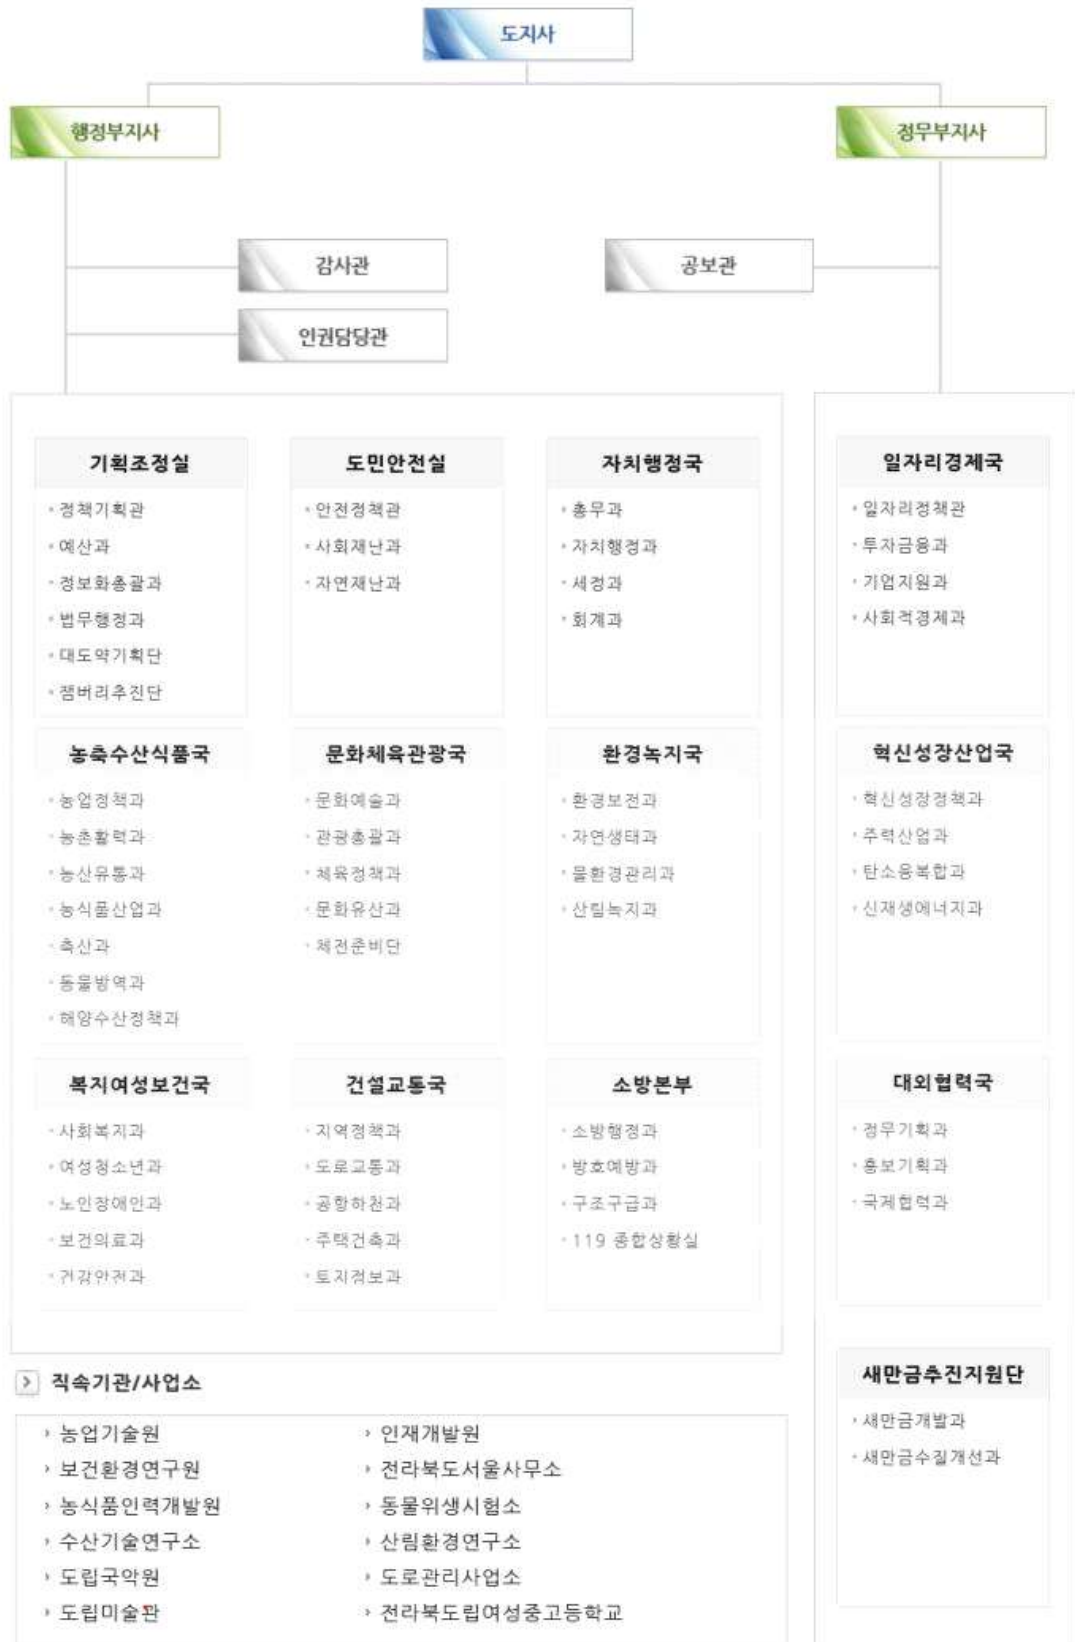 도지사
행정부지사
정무부지사
감사관
공보관
인권담당관
기획조정실
정책기획관
예산과
정보화총괄과
법무행정과
대도약기획단
잼버리추진단
도민안전실
안전정책관
사회재난과
자연재난과
자치행정국
총무과
자치행정과
세정과
회계과
일자리경제국
일자리정책관
투자금융과
기업지원과
사회적경제과
농축수산식품국
농업정책과
농촌활력과
농산유통과
농식품산업과
축산과
동물방역과
해양수산정책과
문화체육관광국
문화예술과
관광총괄과
체육정책과
문화유산과
체전준비단
환경녹지국
환경보전과
자연생태과
물환경관리과
산림녹지과
혁신성장산업국
혁신성장정책과
주력산업과
탄소융복합과
신재생에너지과
복지여성보건국
사회복지과
여성청소년과
노인장애인과
보건의료과
건강안전과
건설교통국
지역정책과
도로교통과
공항하천과
주택건축과
토지정보과
소방본부
소방행정과
방호예방과
구조구급과
119 종합상황실
대외협력국
정무기획과
홍보기획과
국제협력과
새만금추진지원단
새만금개발과
새만금수질개선과
직속기관/사업소
농업기술원
보건환경연구원
농식품인력개발원
수산기술연구소
도립국악원
도립미술관
인재개발원
전라북도서울사무소
동물위생시험소
산림환경연구소
도로관리사업소
전라북도립여성중고등학교